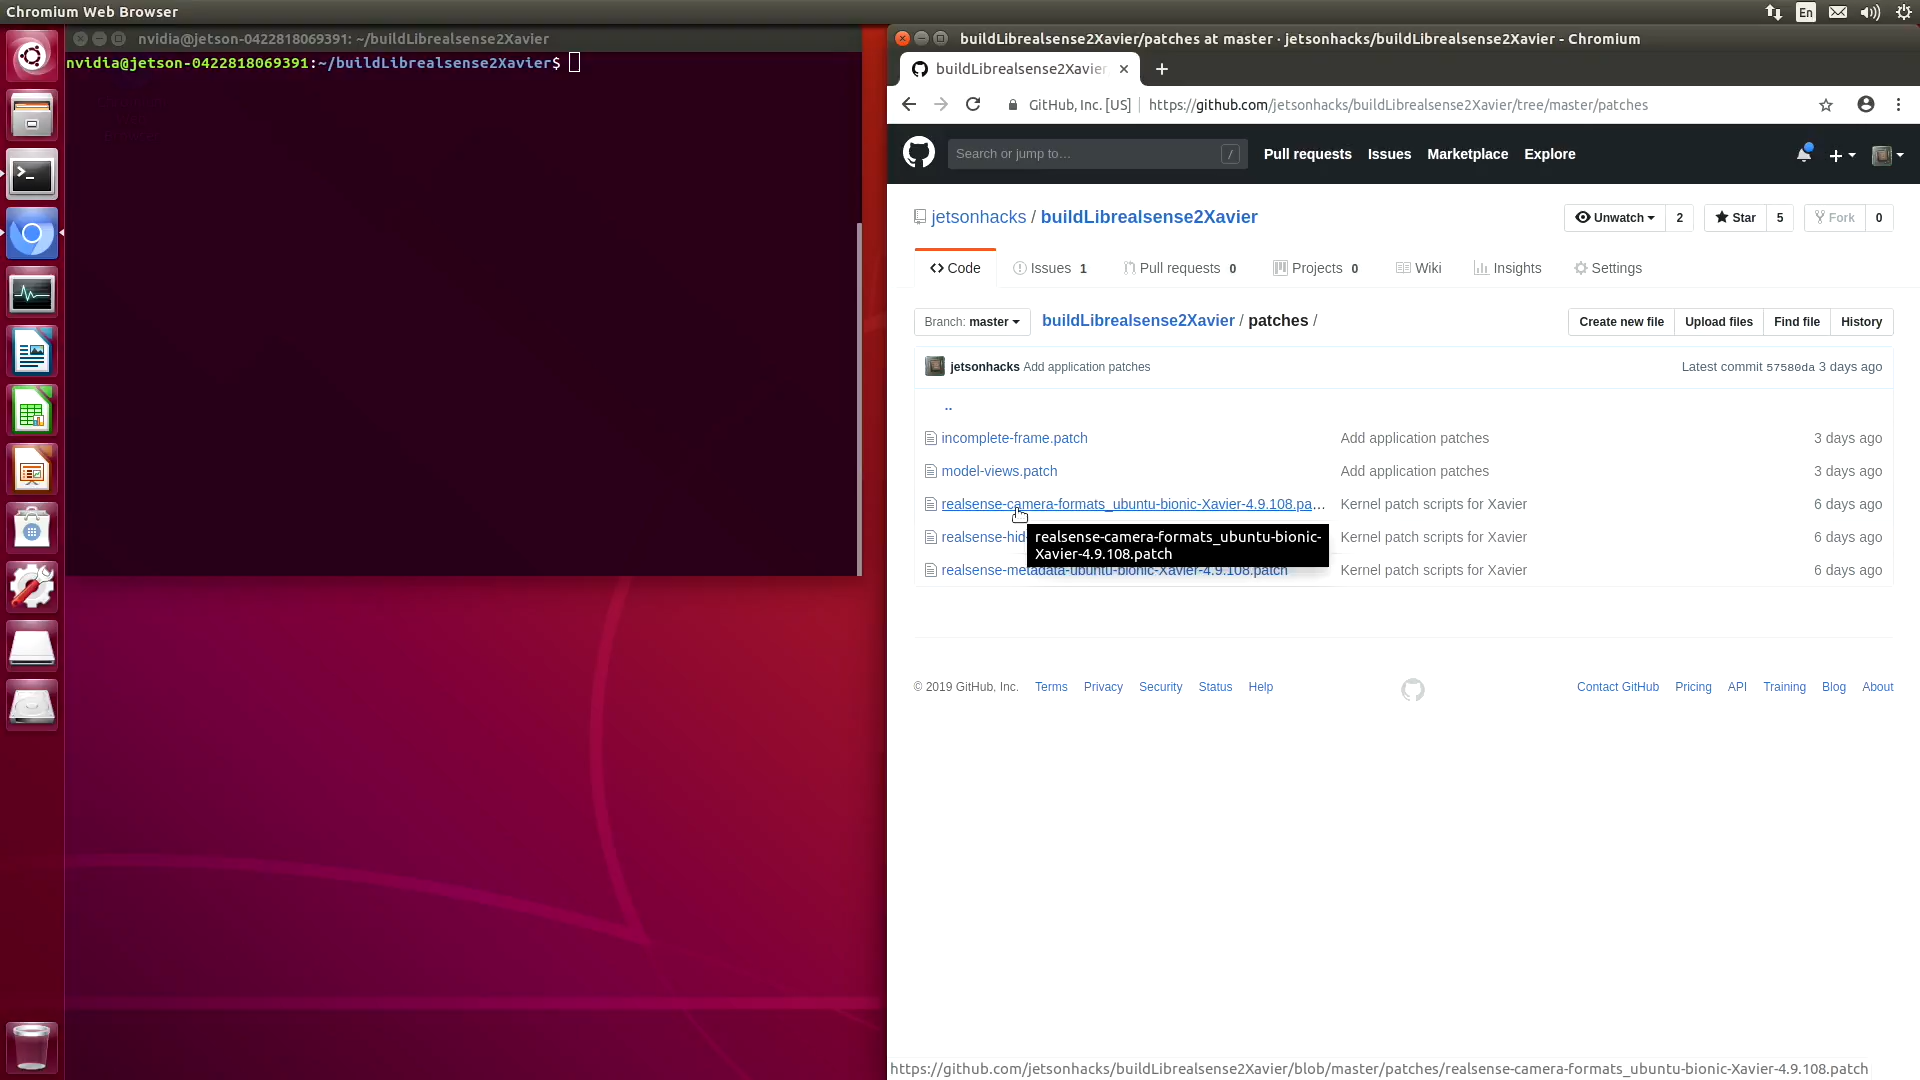 Chromium Web Browser
En
nvidia@jetson-0422818069391: ~/buildLibrealsense2Xavier
nvidia@jetson-0422818069391:~/buildLibrealsense2Xavier$
buildLibrealsense2Xavier/patches at master · jetsonhacks/buildLibrealsense2Xavier - Chromium
buildLibrealsense2Xavier
GitHub, Inc. [US] https://github.com/jetsonhacks/buildLibrealsense2Xavier/tree/master/patches
Search or jump to… / Pull requests Issues Marketplace Explore
jetsonhacks / buildLibrealsense2Xavier
Unwatch 2 Star 5 Fork 0
Code Issues 1 Pull requests 0 Projects 0 Wiki Insights Settings
Branch: master buildLibrealsense2Xavier / patches / Create new file Upload files Find file History
jetsonhacks Add application patches Latest commit 57580da 3 days ago
..
incomplete-frame.patch Add application patches 3 days ago
model-views.patch Add application patches 3 days ago
realsense-camera-formats_ubuntu-bionic-Xavier-4.9.108.pa… Kernel patch scripts for Xavier 6 days ago
realsense-hid- Kernel patch scripts for Xavier 6 days ago
realsense-camera-formats_ubuntu-bionic-
Xavier-4.9.108.patch
realsense-metadata-ubuntu-bionic-Xavier-4.9.108.patch Kernel patch scripts for Xavier 6 days ago
© 2019 GitHub, Inc. Terms Privacy Security Status Help Contact GitHub Pricing API Training Blog About
https://github.com/jetsonhacks/buildLibrealsense2Xavier/blob/master/patches/realsense-camera-formats_ubuntu-bionic-Xavier-4.9.108.patch